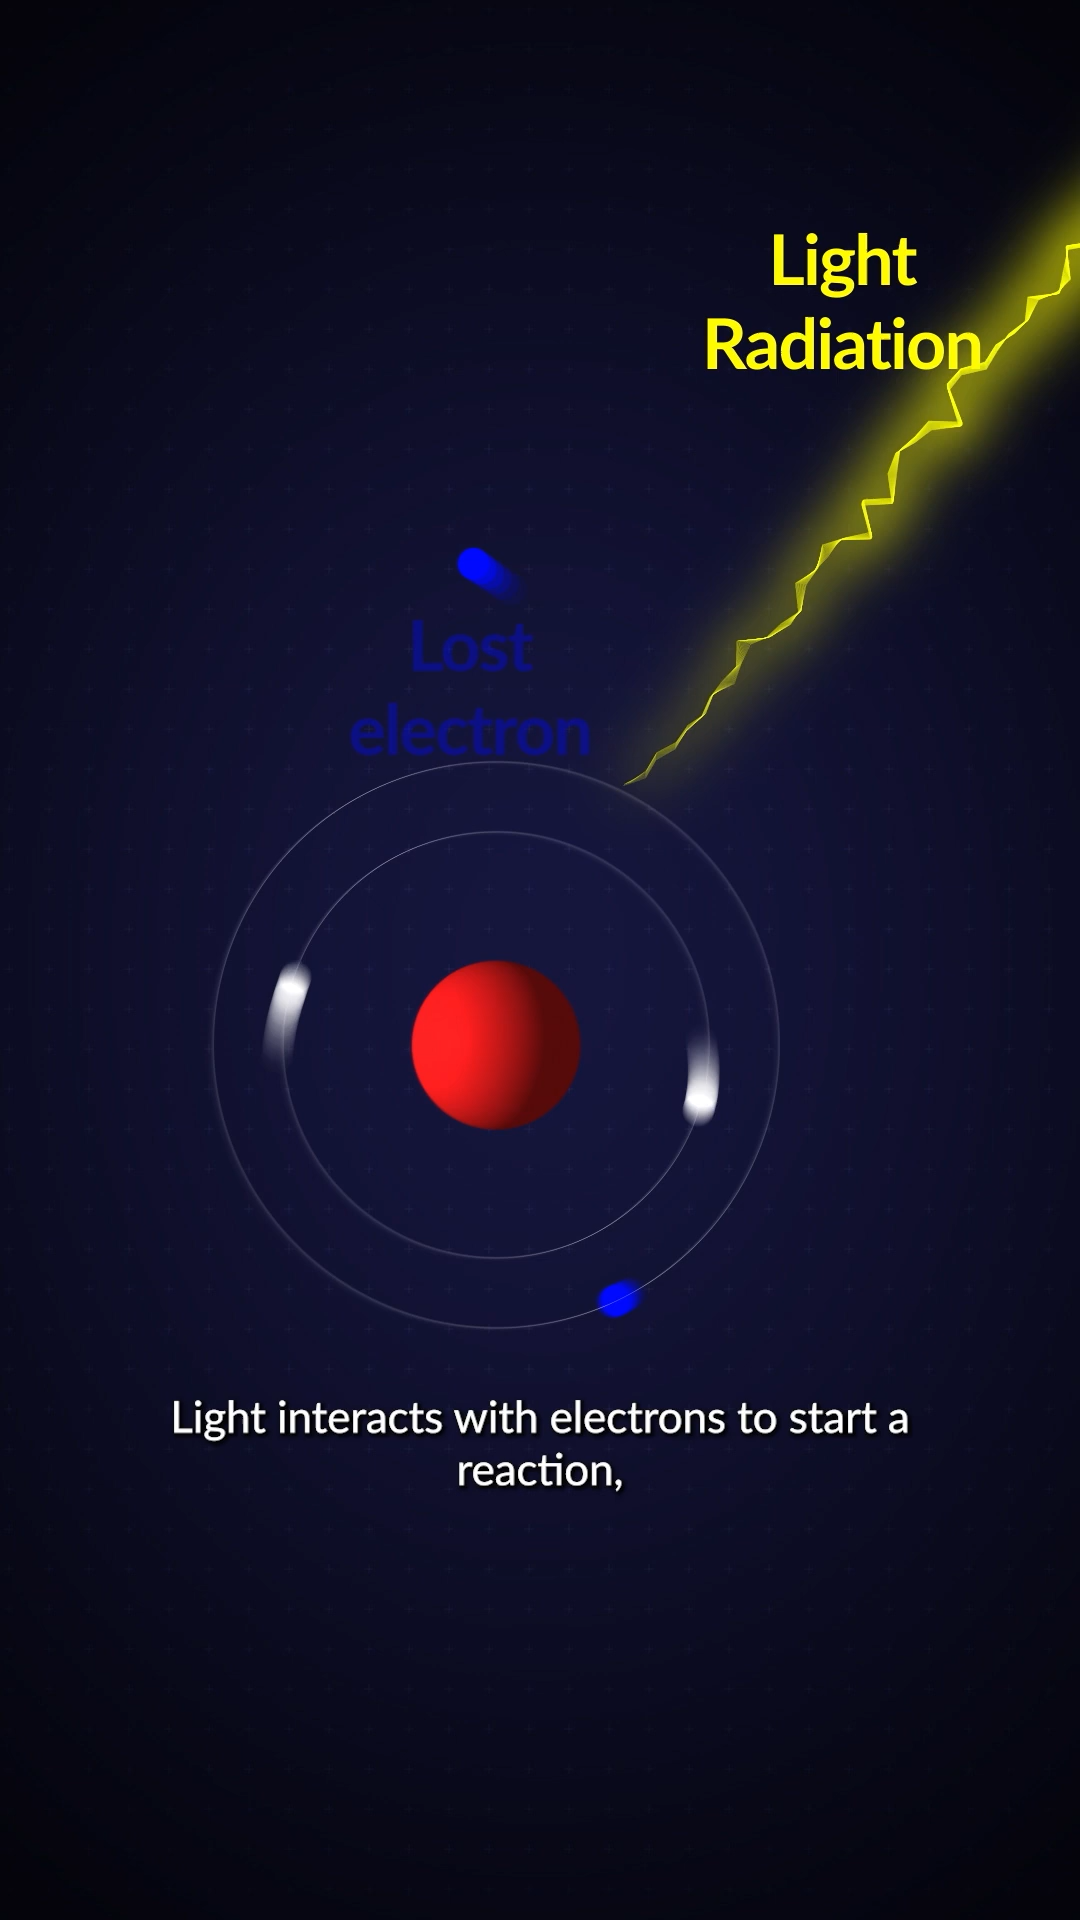 Light
Radiation
Lost
electron
Light interacts with electrons to start a
reaction,